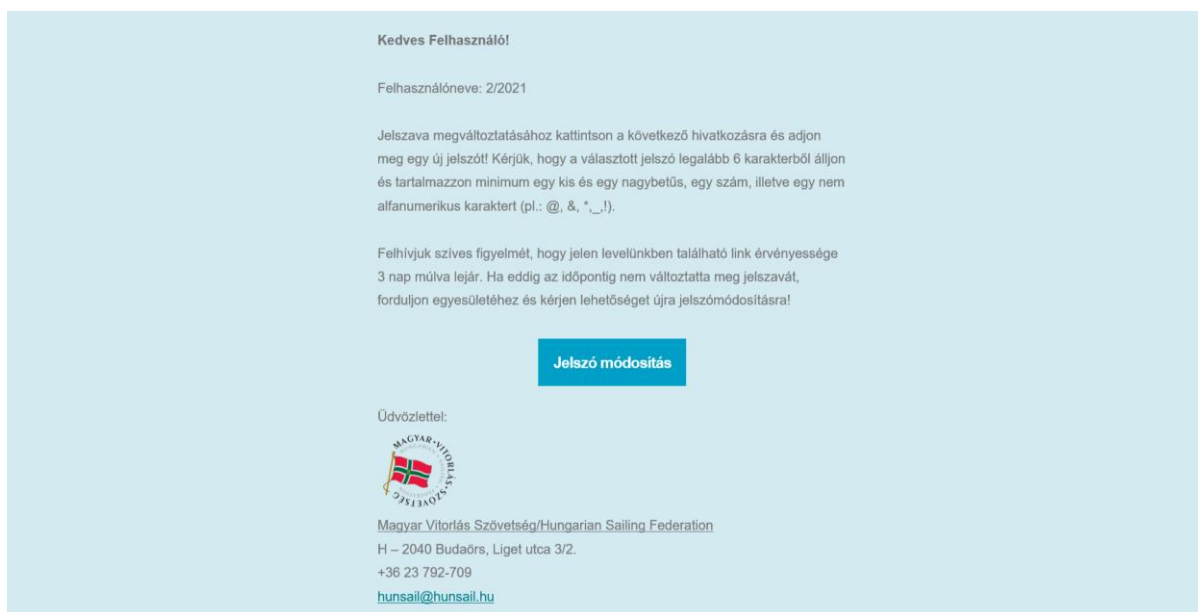 Kedves Felhasználó!
Felhasználóneve: 2/2021
Jelszava megváltoztatásához kattintson a következő hivatkozásra és adjon
meg egy új jelszót! Kérjük, hogy a választott jelszó legalább 6 karakterből álljon
és tartalmazzon minimum egy kis és egy nagybetűs, egy szám, illetve egy nem
alfanumerikus karaktert (pl.: @, &, *,_,!).
Felhívjuk szíves figyelmét, hogy jelen levelünkben található link érvényessége
3 nap múlva lejár. Ha eddig az időpontig nem változtatta meg jelszavát,
forduljon egyesületéhez és kérjen lehetőséget újra jelszómódosításra!
Jelszó módosítás
Üdvözlettel:
MAGYAR·VITORLÁS·SZÖVETSÉG
Magyar Vitorlás Szövetség/Hungarian Sailing Federation
H – 2040 Budaörs, Liget utca 3/2.
+36 23 792-709
hunsail@hunsail.hu